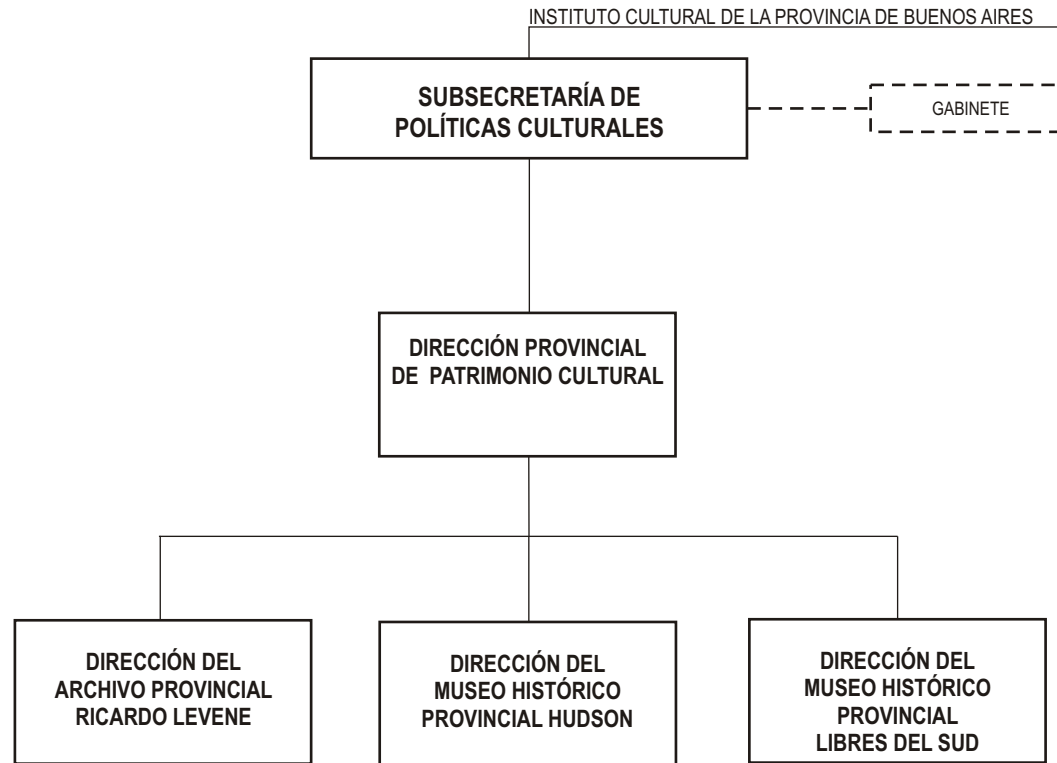 INSTITUTO CULTURAL DE LA PROVINCIA DE BUENOS AIRES
SUBSECRETARÍA DE
POLÍTICAS CULTURALES
GABINETE
DIRECCIÓN PROVINCIAL
DE PATRIMONIO CULTURAL
DIRECCIÓN DEL
ARCHIVO PROVINCIAL
RICARDO LEVENE
DIRECCIÓN DEL
MUSEO HISTÓRICO
PROVINCIAL HUDSON
DIRECCIÓN DEL
MUSEO HISTÓRICO
PROVINCIAL
LIBRES DEL SUD